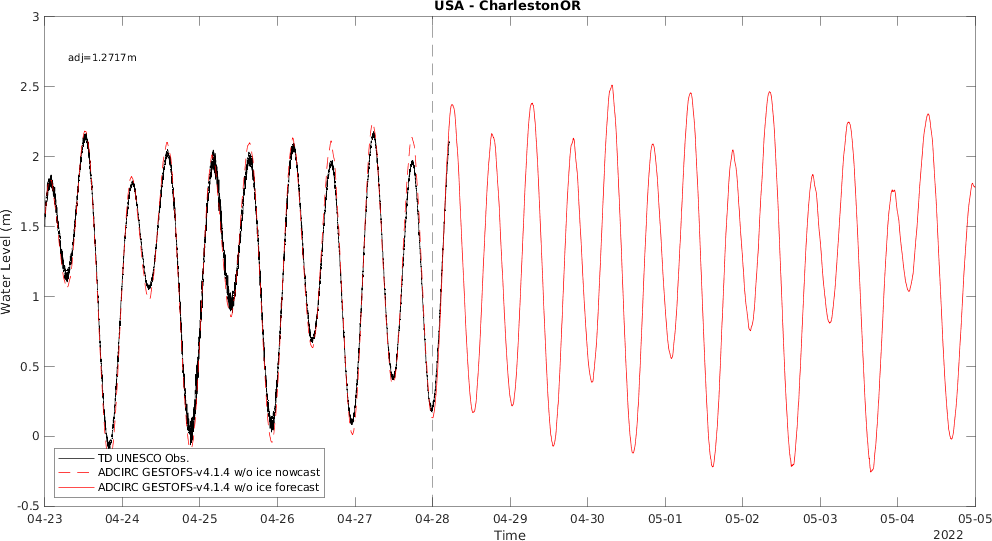 USA - CharlestonOR
adj=1.2717m
Water Level (m)
3
2.5
2
1.5
1
0.5
0
-0.5
TD UNESCO Obs.
ADCIRC GESTOFS-v4.1.4 w/o ice nowcast
ADCIRC GESTOFS-v4.1.4 w/o ice forecast
04-23 04-24 04-25 04-26 04-27 04-28 04-29 04-30 05-01 05-02 05-03 05-04 05-05
Time
2022